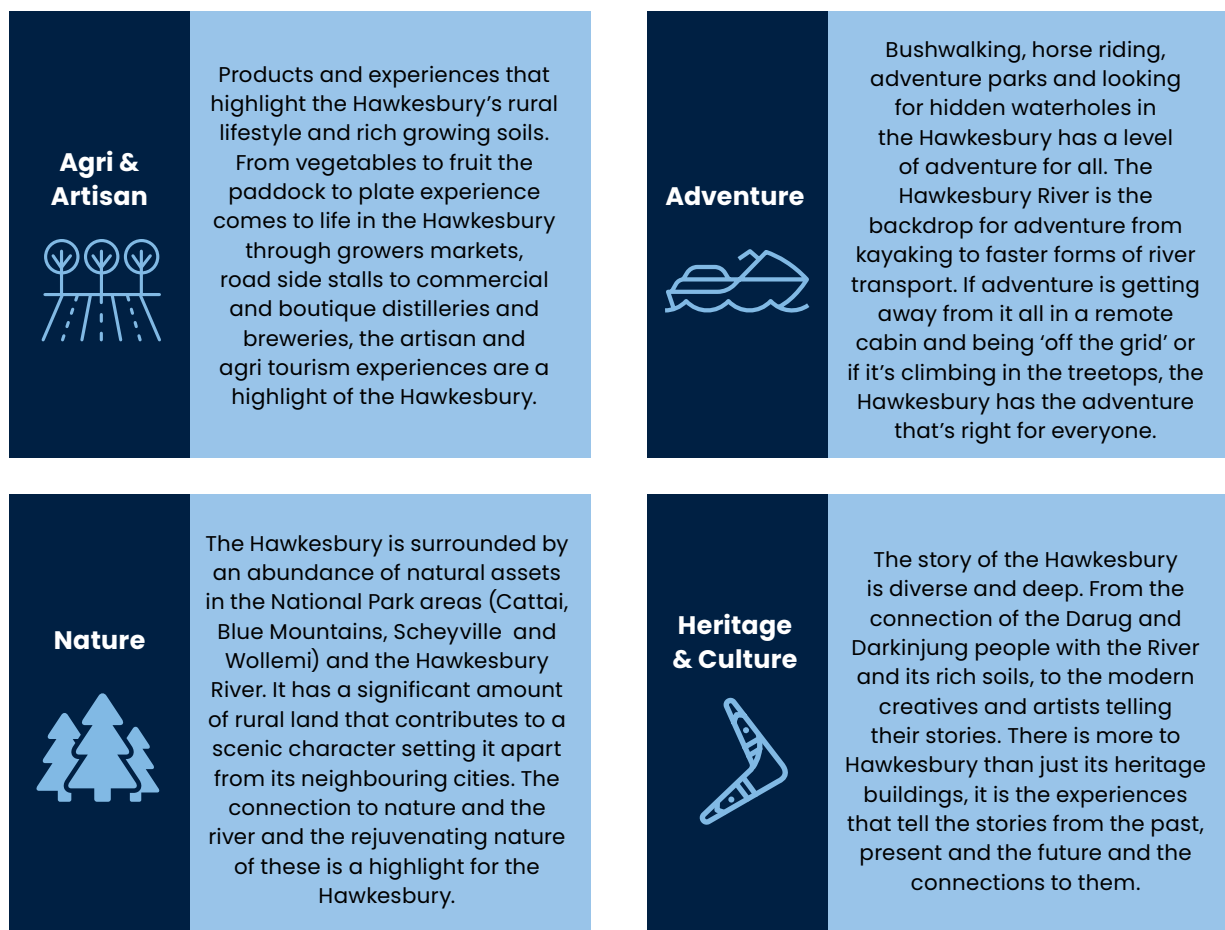 Agri &
Artisan
Products and experiences that
highlight the Hawkesbury's rural
lifestyle and rich growing soils.
From vegetables to fruit the
paddock to plate experience
comes to life in the Hawkesbury
through growers markets,
road side stalls to commercial
and boutique distilleries and
breweries, the artisan and
agri tourism experiences are a
highlight of the Hawkesbury.
Adventure
Bushwalking, horse riding,
adventure parks and looking
for hidden waterholes in
the Hawkesbury has a level
of adventure for all. The
Hawkesbury River is the
backdrop for adventure from
kayaking to faster forms of river
transport. If adventure is getting
away from it all in a remote
cabin and being ‘off the grid’ or
if it’s climbing in the treetops, the
Hawkesbury has the adventure
that’s right for everyone.
Nature
The Hawkesbury is surrounded by
an abundance of natural assets
in the National Park areas (Cattai,
Blue Mountains, Scheyville  and
Wollemi) and the Hawkesbury
River. It has a significant amount
of rural land that contributes to a
scenic character setting it apart
from its neighbouring cities. The
connection to nature and the
river and the rejuvenating nature
of these is a highlight for the
Hawkesbury.
Heritage
& Culture
The story of the Hawkesbury
is diverse and deep. From the
connection of the Darug and
Darkinjung people with the River
and its rich soils, to the modern
creatives and artists telling
their stories. There is more to
Hawkesbury than just its heritage
buildings, it is the experiences
that tell the stories from the past,
present and the future and the
connections to them.